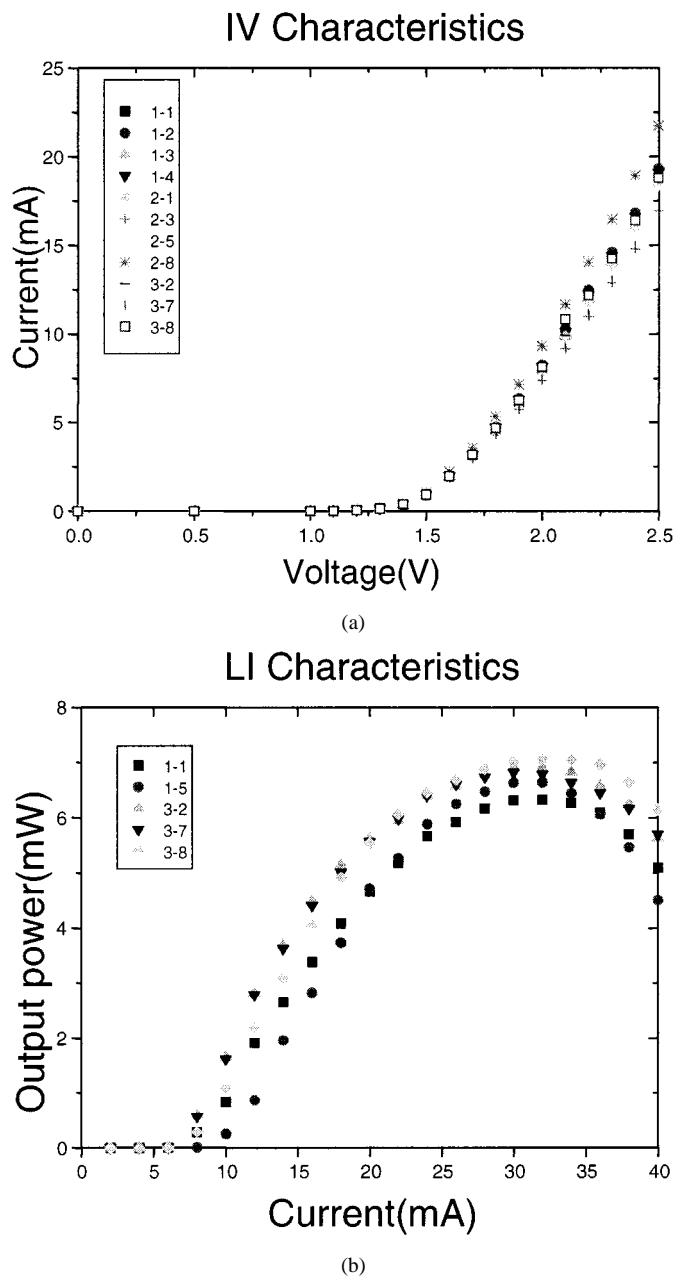 IV Characteristics
25
20
15
10
5
0
Current(mA)
1-1
1-2
1-3
1-4
2-1
2-3
2-5
2-8
3-2
3-7
3-8
0.0 0.5 1.0 1.5 2.0 2.5
Voltage(V)
(a)
LI Characteristics
8
6
4
2
0
Output power(mW)
1-1
1-5
3-2
3-7
3-8
0 5 10 15 20 25 30 35 40
Current(mA)
(b)